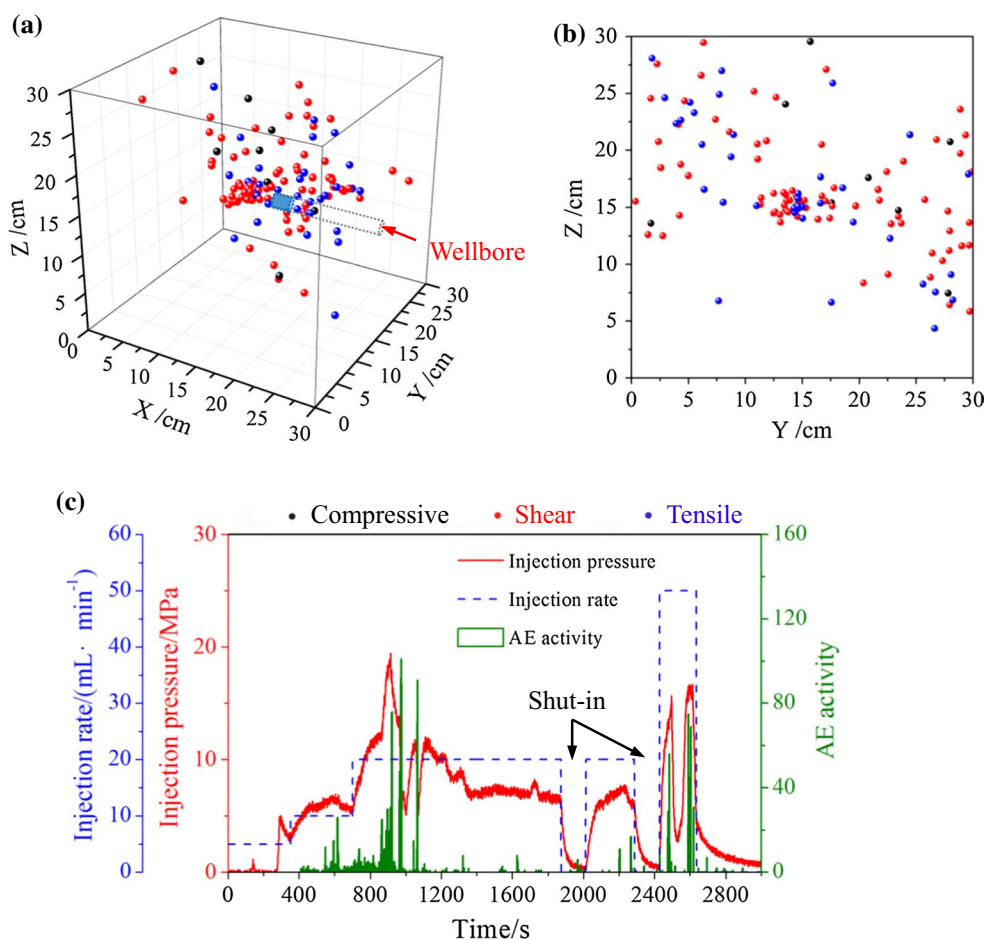 (a)
30
25
20
15
10
5
0
Z /cm
0
5
10
15
20
25
30
X /cm
0
5
10
15
20
25
30
Y /cm
Wellbore
(b)
30
25
20
15
10
5
0
Z /cm
0 5 10 15 20 25 30
Y /cm
(c)
Compressive Shear Tensile
60
50
40
30
20
10
0
Injection rate/(mL· min⁻¹)
30
20
10
0
Injection pressure/MPa
Injection pressure
Injection rate
AE activity
Shut-in
160
120
80
40
0
AE activity
0 400 800 1200 1600 2000 2400 2800
Time/s